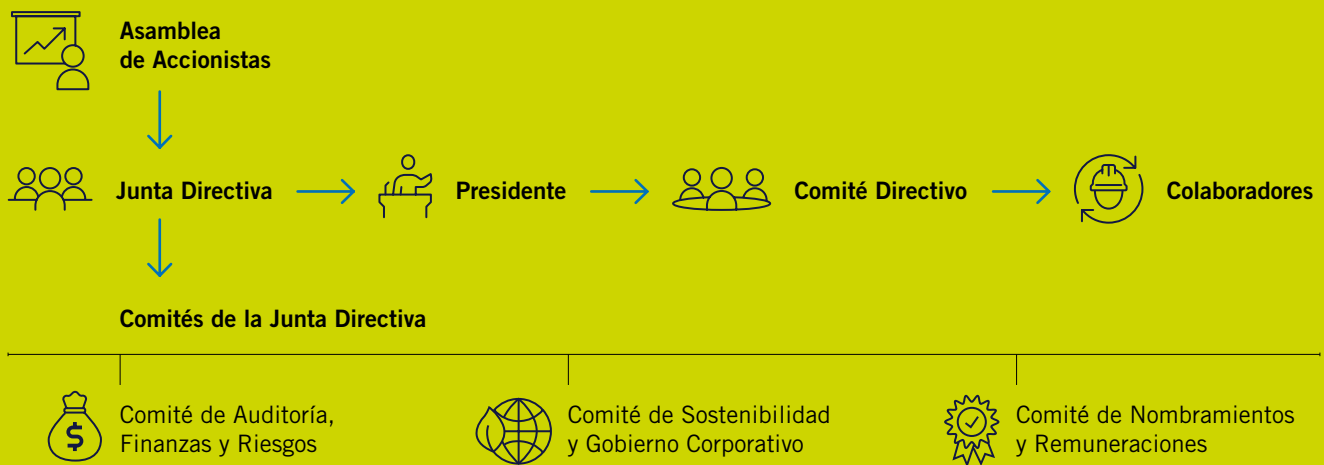 Asamblea
de Accionistas
Junta Directiva
Presidente
Comité Directivo
Colaboradores
Comités de la Junta Directiva
Comité de Auditoría,
Finanzas y Riesgos
Comité de Sostenibilidad
y Gobierno Corporativo
Comité de Nombramientos
y Remuneraciones